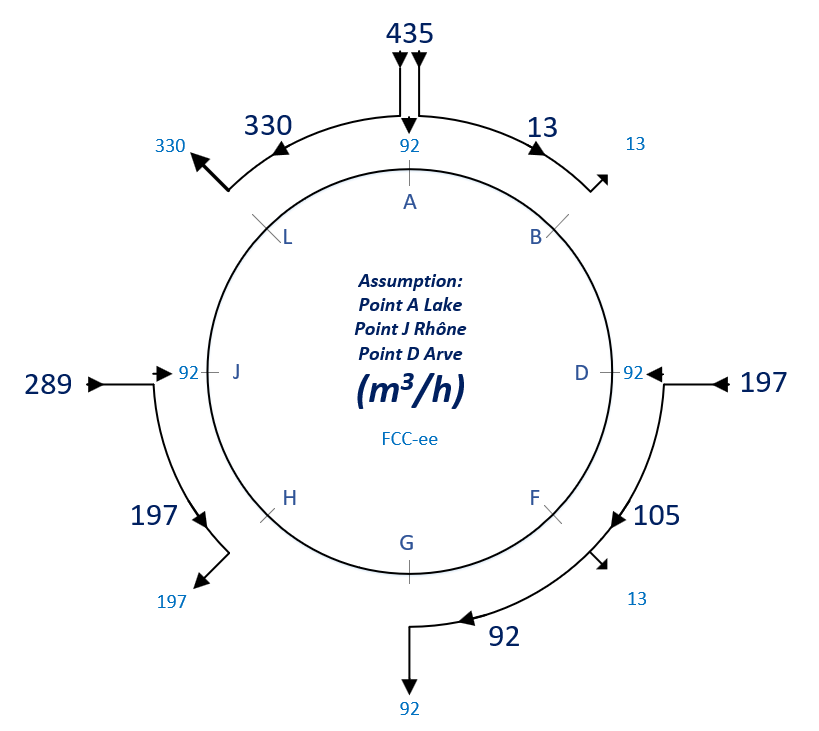 435
330
13
330
92
13
A
L
B
Assumption:
Point A Lake
Point J Rhône
Point D Arve
(m³/h)
FCC-ee
289
92
J
D
92
197
H
F
197
105
G
197
13
92
92